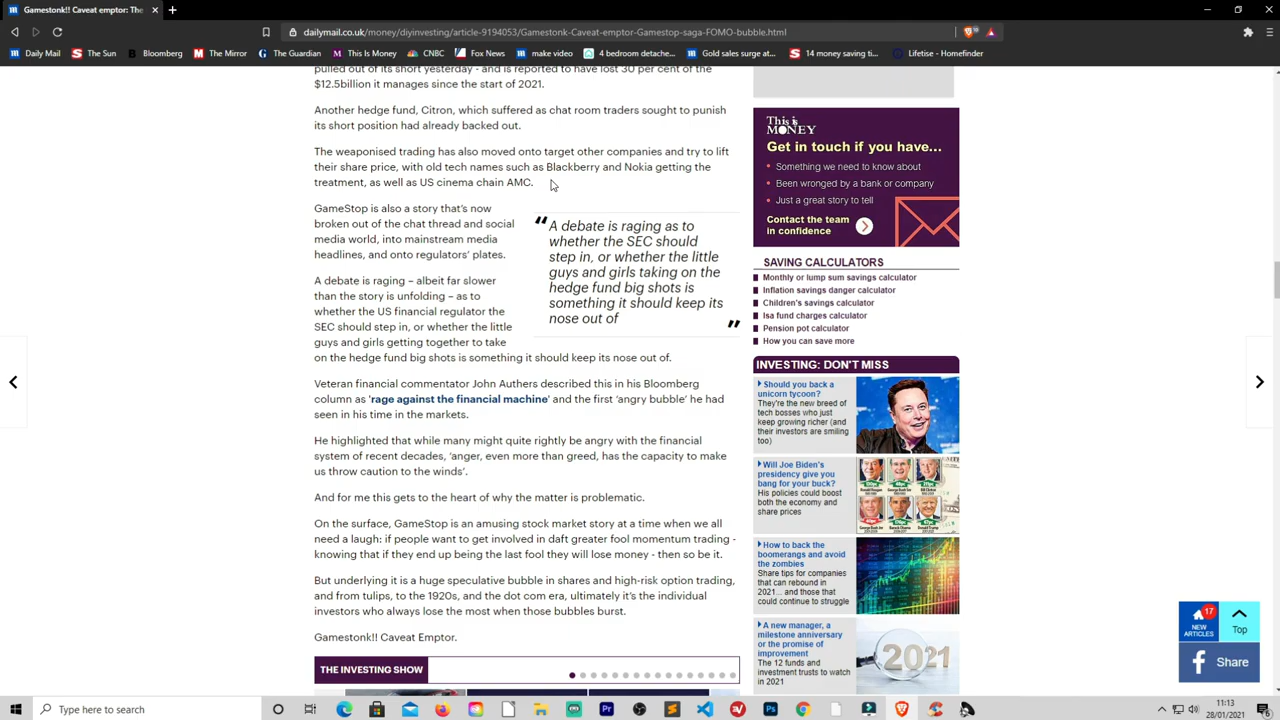 Gamestonk!! Caveat emptor: The
dailymail.co.uk/money/diyinvesting/article-9194053/Gamestonk-Caveat-emptor-Gamestop-saga-FOMO-bubble.html
Daily Mail
The Sun
Bloomberg
The Mirror
The Guardian
This Is Money
CNBC
Fox News
make video
4 bedroom detache...
Gold sales surge at...
14 money saving ti...
Lifetise - Homefinder
pulled out of its short yesterday - and is reported to have lost 30 per cent of the
$12.5billion it manages since the start of 2021.
Another hedge fund, Citron, which suffered as chat room traders sought to punish
its short position had already backed out.
The weaponised trading has also moved onto target other companies and try to lift
their share price, with old tech names such as Blackberry and Nokia getting the
treatment, as well as US cinema chain AMC.
GameStop is also a story that's now
broken out of the chat thread and social
media world, into mainstream media
headlines, and onto regulators' plates.
A debate is raging – albeit far slower
than the story is unfolding – as to
whether the US financial regulator the
SEC should step in, or whether the little
guys and girls getting together to take
on the hedge fund big shots is something it should keep its nose out of.
" A debate is raging as to
whether the SEC should
step in, or whether the little
guys and girls taking on the
hedge fund big shots is
something it should keep its
nose out of "
Veteran financial commentator John Authers described this in his Bloomberg
column as 'rage against the financial machine' and the first 'angry bubble' he had
seen in his time in the markets.
He highlighted that while many might quite rightly be angry with the financial
system of recent decades, 'anger, even more than greed, has the capacity to make
us throw caution to the winds'.
And for me this gets to the heart of why the matter is problematic.
On the surface, GameStop is an amusing stock market story at a time when we all
need a laugh: if people want to get involved in daft greater fool momentum trading -
knowing that if they end up being the last fool they will lose money - then so be it.
But underlying it is a huge speculative bubble in shares and high-risk option trading,
and from tulips, to the 1920s, and the dot com era, ultimately it's the individual
investors who always lose the most when those bubbles burst.
Gamestonk!! Caveat Emptor.
THE INVESTING SHOW
This is
MONEY
Get in touch if you have...
• Something we need to know about
• Been wronged by a bank or company
• Just a great story to tell
Contact the team
in confidence
SAVING CALCULATORS
Monthly or lump sum savings calculator
Inflation savings danger calculator
Children's savings calculator
Isa fund charges calculator
Pension pot calculator
How you can save more
INVESTING: DON'T MISS
Should you back a
unicorn tycoon?
They're the new breed of
tech bosses who just
keep growing richer (and
their investors are smiling
too)
Will Joe Biden's
presidency give you
bang for your buck?
His policies could boost
both the economy and
share prices
How to back the
boomerangs and avoid
the zombies
Share tips for companies
that can rebound in
2021... and those that
could continue to struggle
A new manager, a
milestone anniversary
or the promise of
improvement
The 12 funds and
investment trusts to watch
in 2021
2021
17
NEW
ARTICLES
Top
Share
Type here to search
11:13
28/01/2021